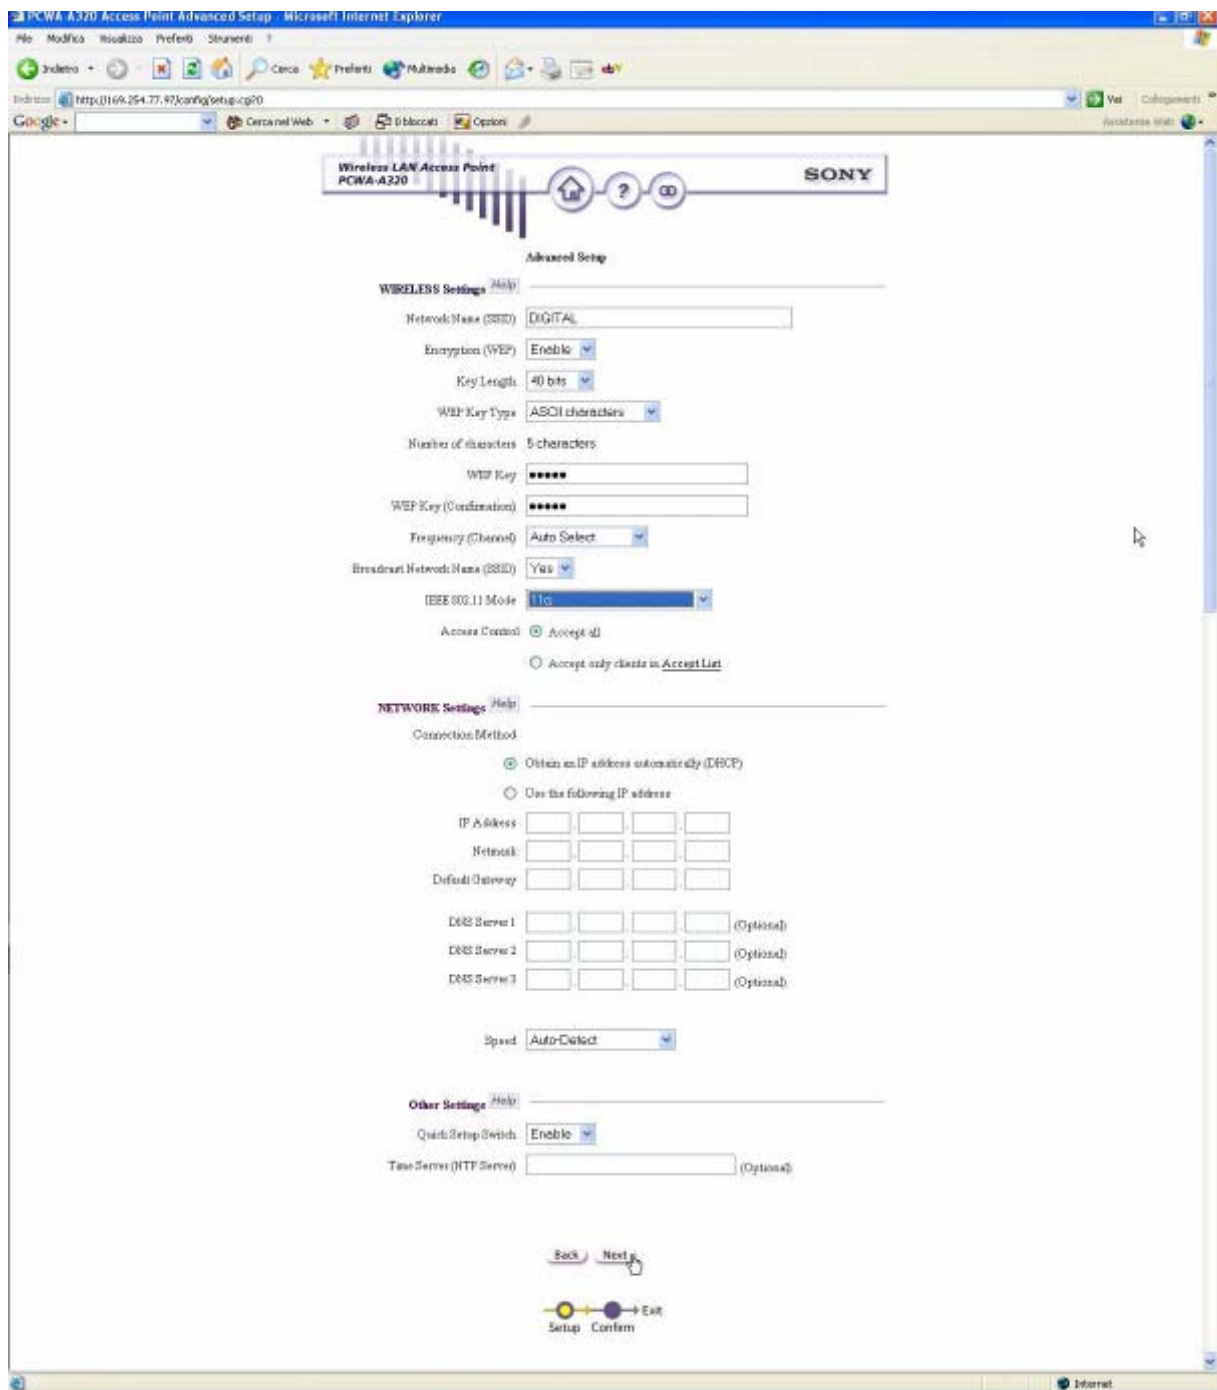 PCWA-A320 Access Point Advanced Setup - Microsoft Internet Explorer
File Modifica Visualizza Preferiti Strumenti ?
Indietro Cerca Preferiti Multimedia
Indirizzo http://169.254.77.97/config/setup.cgi?0 Vai Collegamenti »
Google Cerca nel Web bloccati Opzioni Assistente Web
Wireless LAN Access Point
PCWA-A320
?
SONY
Advanced Setup
WIRELESS Settings Help
Network Name (SSID) DIGITAL
Encryption (WEP) Enable
Key Length 40 bits
WEP Key Type ASCII characters
Number of characters 5 characters
WEP Key •••••
WEP Key (Confirmation) •••••
Frequency (Channel) Auto Select
Broadcast Network Name (SSID) Yes
IEEE 802.11 Mode 11g
Access Control Accept all
Accept only clients in Accept List
NETWORK Settings Help
Connection Method
Obtain an IP address automatically (DHCP)
Use the following IP address
IP Address . . .
Netmask . . .
Default Gateway . . .
DNS Server 1 . . . (Optional)
DNS Server 2 . . . (Optional)
DNS Server 3 . . . (Optional)
Speed Auto-Detect
Other Settings Help
Quick Setup Switch Enable
Time Server (NTP Server) (Optional)
Back Next
Exit
Setup Confirm
Internet